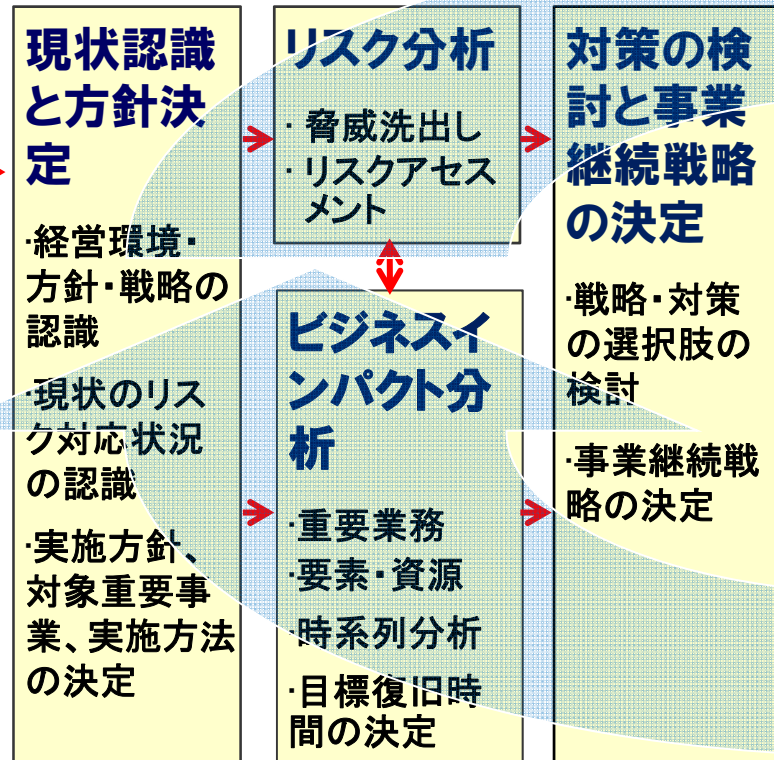 現状認識
と方針決
定
·経営環境・
方針・戦略の
認識
·現状のリス
ク対応状況
の認識
·実施方針、
対象重要事
業、実施方法
の決定
リスク分析
· 脅威洗出し
· リスクアセス
メント
ビジネスイ
ンパクト分
析
·重要業務
·要素・資源
·時系列分析
·目標復旧時
間の決定
対策の検
討と事業
継続戦略
の決定
·戦略・対策
の選択肢の
検討
·事業継続戦
略の決定